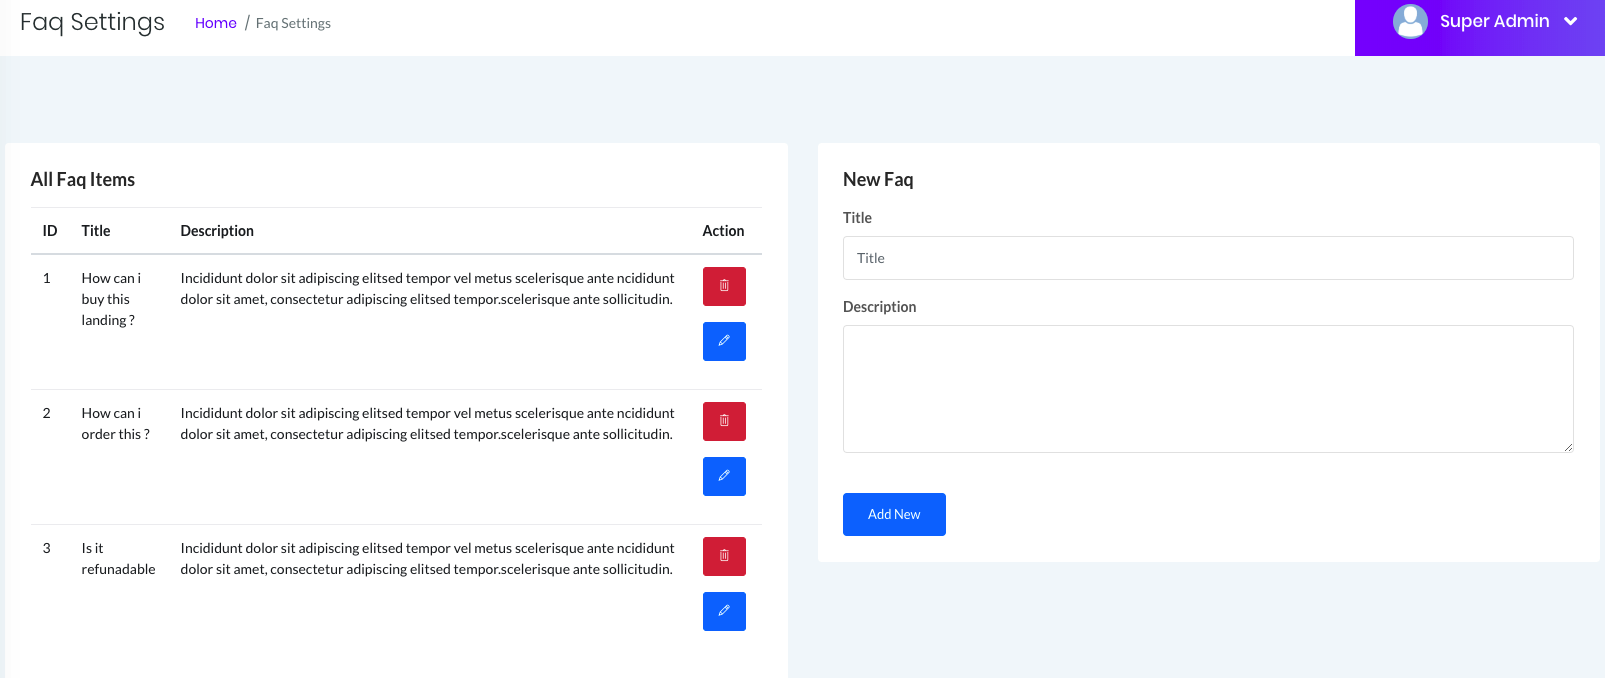 Faq Settings
Home / Faq Settings
Super Admin
All Faq Items
ID Title Description Action
1 How can i buy this landing ? Incididunt dolor sit adipiscing elitsed tempor vel metus scelerisque ante ncididunt
dolor sit amet, consectetur adipiscing elitsed tempor.scelerisque ante sollicitudin.
2 How can i order this ? Incididunt dolor sit adipiscing elitsed tempor vel metus scelerisque ante ncididunt
dolor sit amet, consectetur adipiscing elitsed tempor.scelerisque ante sollicitudin.
3 Is it refunadable Incididunt dolor sit adipiscing elitsed tempor vel metus scelerisque ante ncididunt
dolor sit amet, consectetur adipiscing elitsed tempor.scelerisque ante sollicitudin.
New Faq
Title
Title
Description
Add New